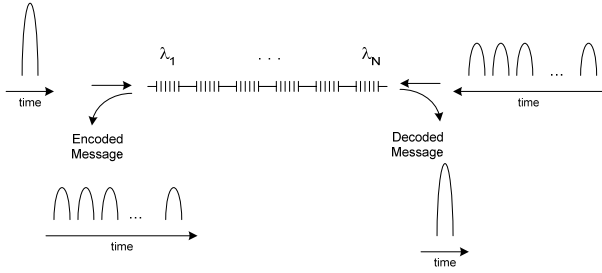 λ1 . . . λN
time
...
time
Encoded
Message
Decoded
Message
...
time
time